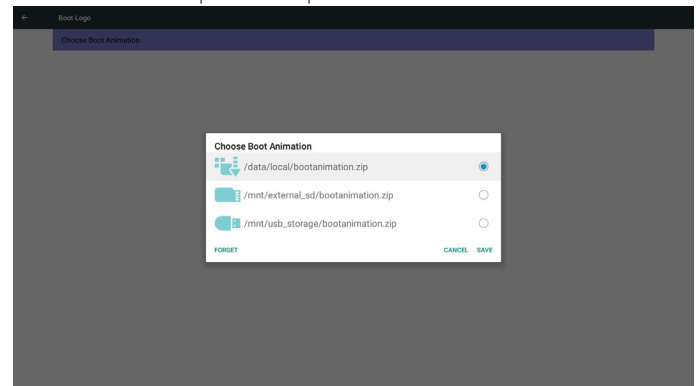 Boot Logo
Choose Boot Animation
Choose Boot Animation
/data/local/bootanimation.zip
/mnt/external_sd/bootanimation.zip
/mnt/usb_storage/bootanimation.zip
FORGET CANCEL SAVE